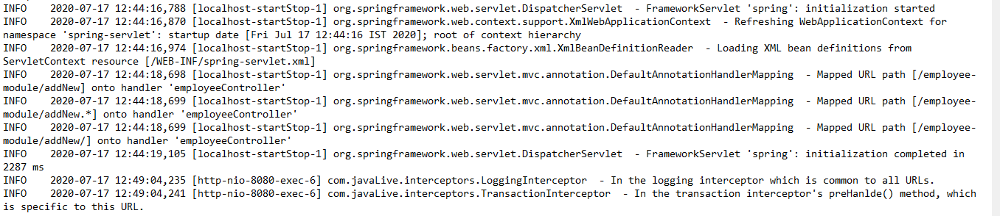 INFO    2020-07-17 12:44:16,788 [localhost-startStop-1] org.springframework.web.servlet.DispatcherServlet  - FrameworkServlet 'spring': initialization started
INFO    2020-07-17 12:44:16,870 [localhost-startStop-1] org.springframework.web.context.support.XmlWebApplicationContext  - Refreshing WebApplicationContext for
namespace 'spring-servlet': startup date [Fri Jul 17 12:44:16 IST 2020]; root of context hierarchy
INFO    2020-07-17 12:44:16,974 [localhost-startStop-1] org.springframework.beans.factory.xml.XmlBeanDefinitionReader  - Loading XML bean definitions from
ServletContext resource [/WEB-INF/spring-servlet.xml]
INFO    2020-07-17 12:44:18,698 [localhost-startStop-1] org.springframework.web.servlet.mvc.annotation.DefaultAnnotationHandlerMapping  - Mapped URL path [/employee-
module/addNew] onto handler 'employeeController'
INFO    2020-07-17 12:44:18,699 [localhost-startStop-1] org.springframework.web.servlet.mvc.annotation.DefaultAnnotationHandlerMapping  - Mapped URL path [/employee-
module/addNew.*] onto handler 'employeeController'
INFO    2020-07-17 12:44:18,699 [localhost-startStop-1] org.springframework.web.servlet.mvc.annotation.DefaultAnnotationHandlerMapping  - Mapped URL path [/employee-
module/addNew/] onto handler 'employeeController'
INFO    2020-07-17 12:44:19,105 [localhost-startStop-1] org.springframework.web.servlet.DispatcherServlet  - FrameworkServlet 'spring': initialization completed in
2287 ms
INFO    2020-07-17 12:49:04,235 [http-nio-8080-exec-6] com.javaLive.interceptors.LoggingInterceptor  - In the logging interceptor which is common to all URLs.
INFO    2020-07-17 12:49:04,241 [http-nio-8080-exec-6] com.javaLive.interceptors.TransactionInterceptor  - In the transaction interceptor's preHanlde() method, which
is specific to this URL.